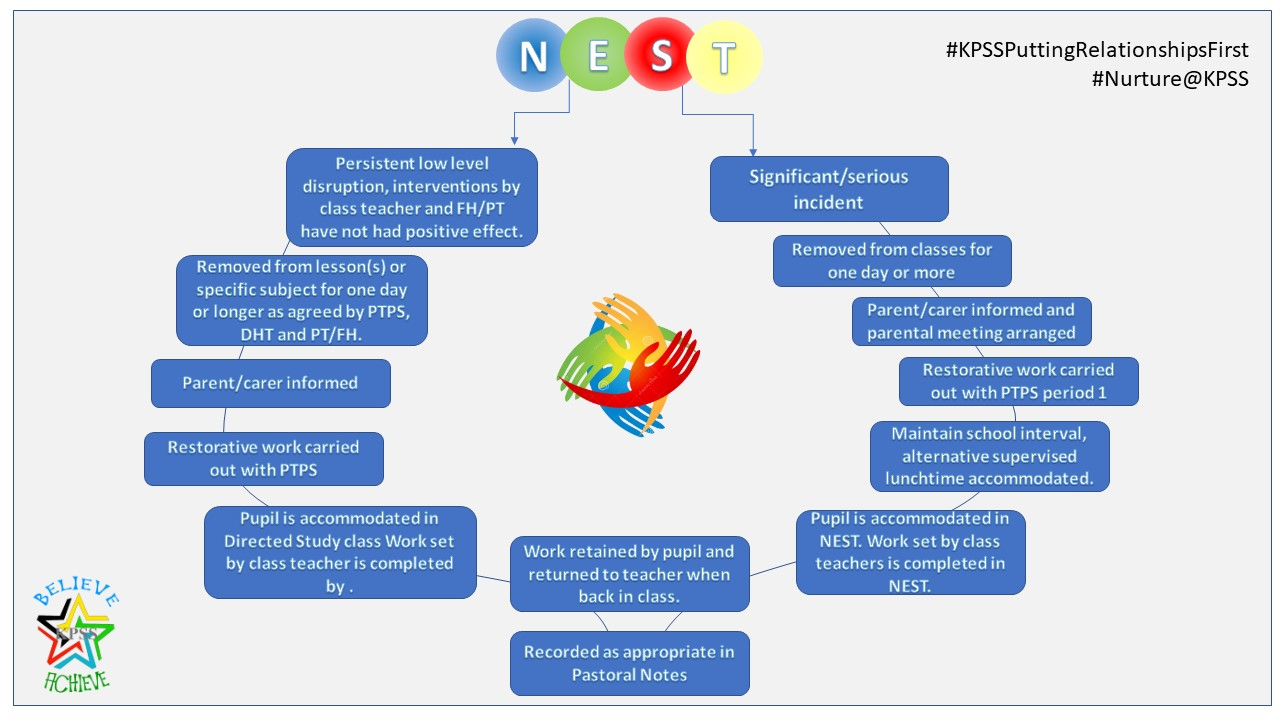 N E S T
#KPSSPuttingRelationshipsFirst
#Nurture@KPSS
Persistent low level
disruption, interventions by
class teacher and FH/PT
have not had positive effect.
Removed from lesson(s) or
specific subject for one day
or longer as agreed by PTPS,
DHT and PT/FH.
Parent/carer informed
Restorative work carried
out with PTPS
Pupil is accommodated in
Directed Study class Work set
by class teacher is completed
by .
Significant/serious
incident
Removed from classes for
one day or more
Parent/carer informed and
parental meeting arranged
Restorative work carried
out with PTPS period 1
Maintain school interval,
alternative supervised
lunchtime accommodated.
Pupil is accommodated in
NEST. Work set by class
teachers is completed in
NEST.
Work retained by pupil and
returned to teacher when
back in class.
Recorded as appropriate in
Pastoral Notes
BELIEVE
KPSS
ACHIEVE